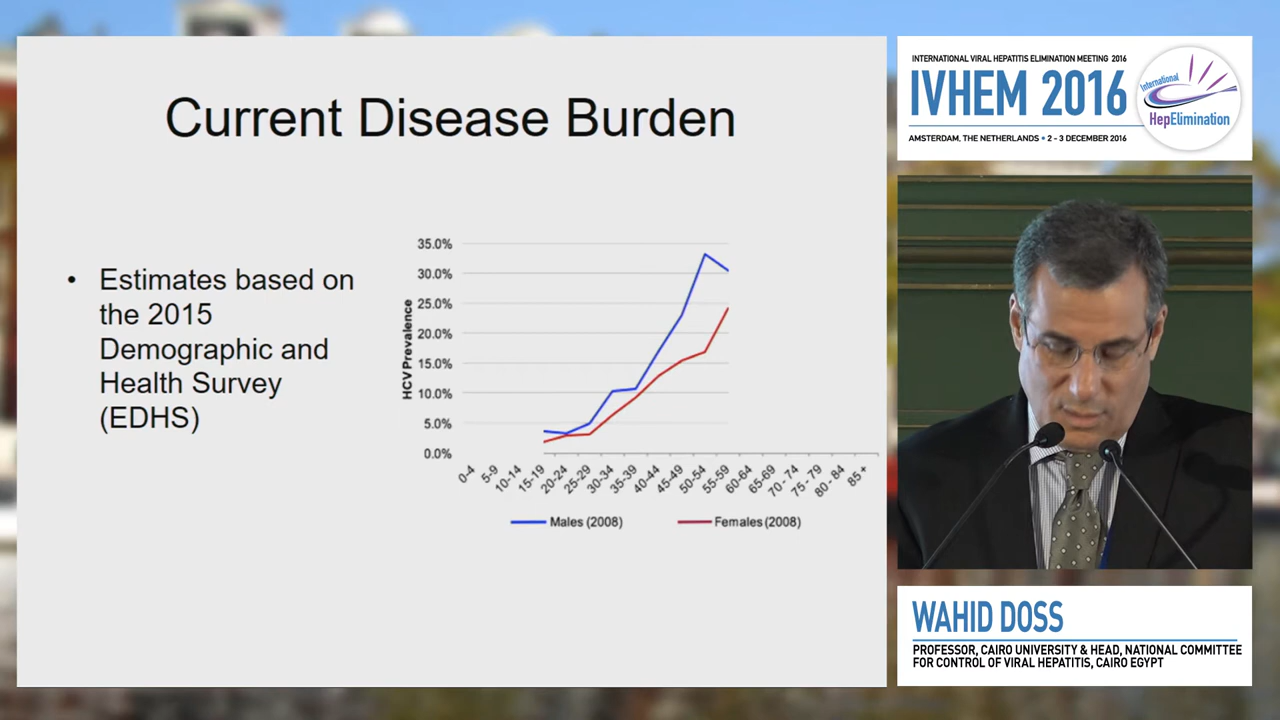 Current Disease Burden
• Estimates based on
the 2015
Demographic and
Health Survey
(EDHS)
HCV Prevalence
35.0%
30.0%
25.0%
20.0%
15.0%
10.0%
5.0%
0.0%
0-4
5-9
10-14
15-19
20-24
25-29
30-34
35-39
40-44
45-49
50-54
55-59
60-64
65-69
70 - 74
75 - 79
80 - 84
85 +
Males (2008)
Females (2008)
INTERNATIONAL VIRAL HEPATITIS ELIMINATION MEETING 2016
IVHEM 2016
AMSTERDAM, THE NETHERLANDS • 2 - 3 DECEMBER 2016
International
HepElimination
WAHID DOSS
PROFESSOR, CAIRO UNIVERSITY & HEAD, NATIONAL COMMITTEE
FOR CONTROL OF VIRAL HEPATITIS, CAIRO EGYPT